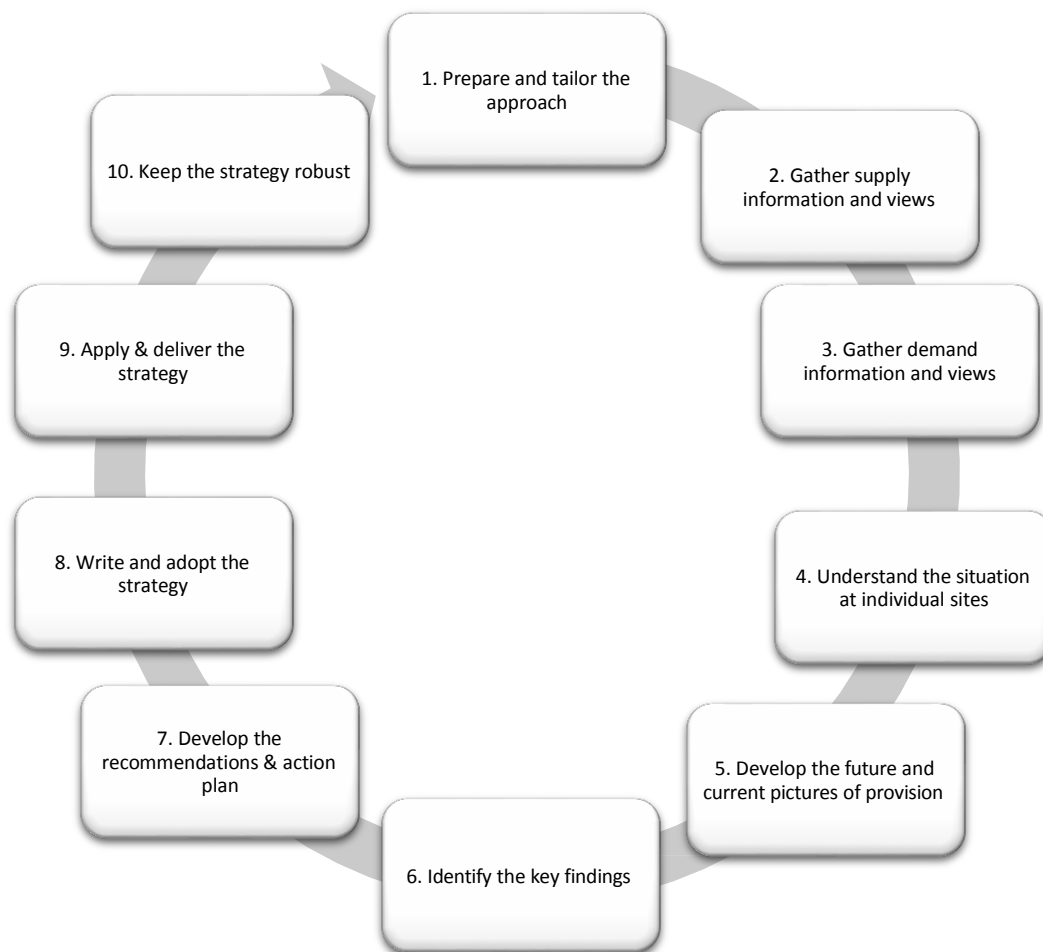 1. Prepare and tailor the
approach
2. Gather supply
information and views
3. Gather demand
information and views
4. Understand the situation
at individual sites
5. Develop the future and
current pictures of provision
6. Identify the key findings
7. Develop the
recommendations & action
plan
8. Write and adopt the
strategy
9. Apply & deliver the
strategy
10. Keep the strategy robust